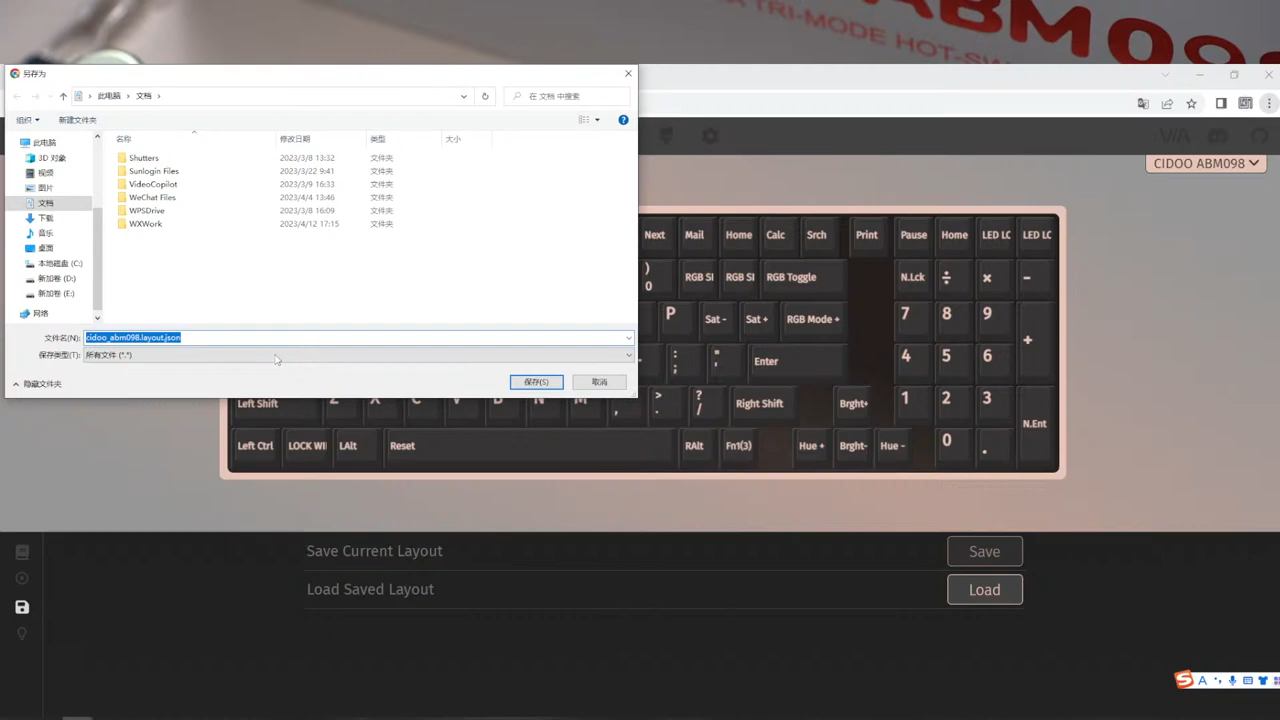 ABM098
TRI-MODE HOT-SW
另存为
此电脑 文档
在 文档 中搜索
组织 新建文件夹
名称 修改日期 类型 大小
此电脑
3D 对象
视频
图片
文档
下载
音乐
桌面
本地磁盘 (C:)
新加卷 (D:)
新加卷 (E:)
网络
Shutters 2023/3/8 13:32 文件夹
Sunlogin Files 2023/3/22 9:41 文件夹
VideoCopilot 2023/3/9 16:33 文件夹
WeChat Files 2023/4/4 13:46 文件夹
WPSDrive 2023/3/8 16:09 文件夹
WXWork 2023/4/12 17:15 文件夹
文件名(N): cidoo_abm098.layout.json
保存类型(T): 所有文件 (*.*)
隐藏文件夹 保存(S) 取消
VIA
CIDOO ABM098
Next Mail Home Calc Srch Print Pause Home LED LC LED LC
) 0 RGB SI RGB SI RGB Toggle N.Lck ÷ × -
P Sat - Sat + RGB Mode + 7 8 9 +
: ; " ' Enter 4 5 6
Left Shift Z X C V B N M , > . ? / Right Shift Brght+ 1 2 3 N.Ent
Left Ctrl LOCK WI LAlt Reset RAlt Fn1(3) Hue + Brght- Hue - 0 .
Save Current Layout Save
Load Saved Layout Load
S A